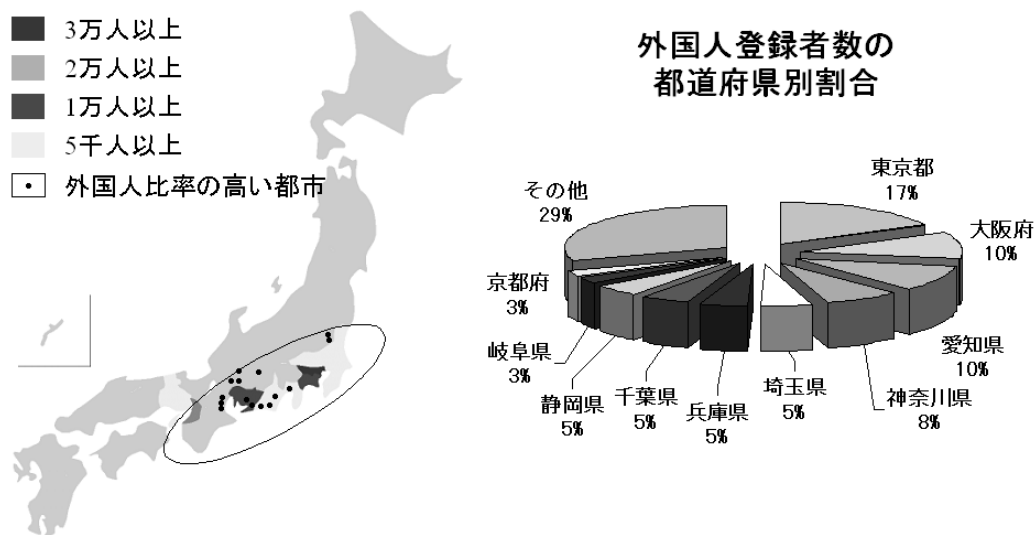 3万人以上
2万人以上
1万人以上
5千人以上
外国人比率の高い都市
外国人登録者数の
都道府県別割合
東京都
17%
大阪府
10%
愛知県
10%
神奈川県
8%
埼玉県
5%
兵庫県
5%
千葉県
5%
静岡県
5%
岐阜県
3%
京都府
3%
その他
29%